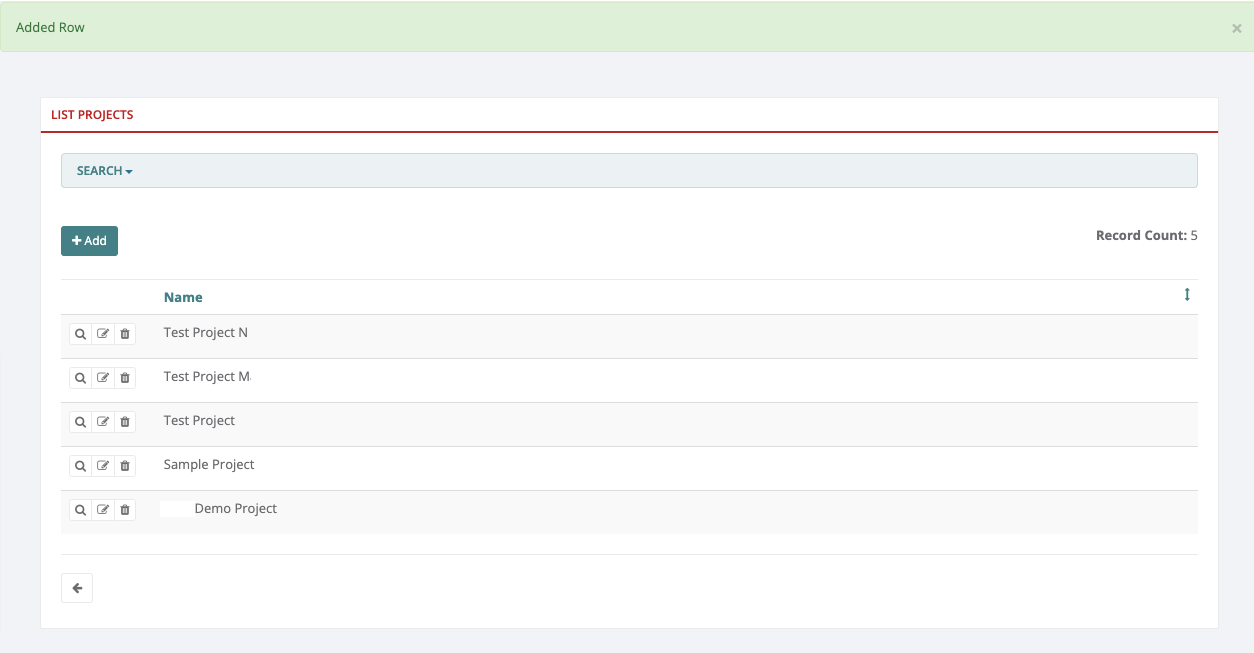 Added Row ×
LIST PROJECTS
SEARCH
Add
Record Count: 5
Name
Test Project N
Test Project M
Test Project
Sample Project
Demo Project